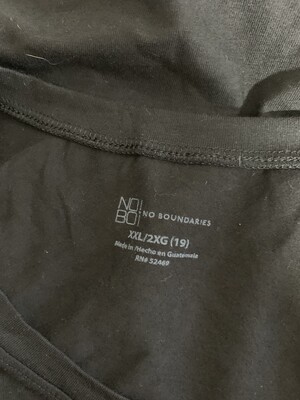 NO!
BO! NO BOUNDARIES
XXL/2XG (19)
Made in/Hecho en Guatemala
RN# 52469